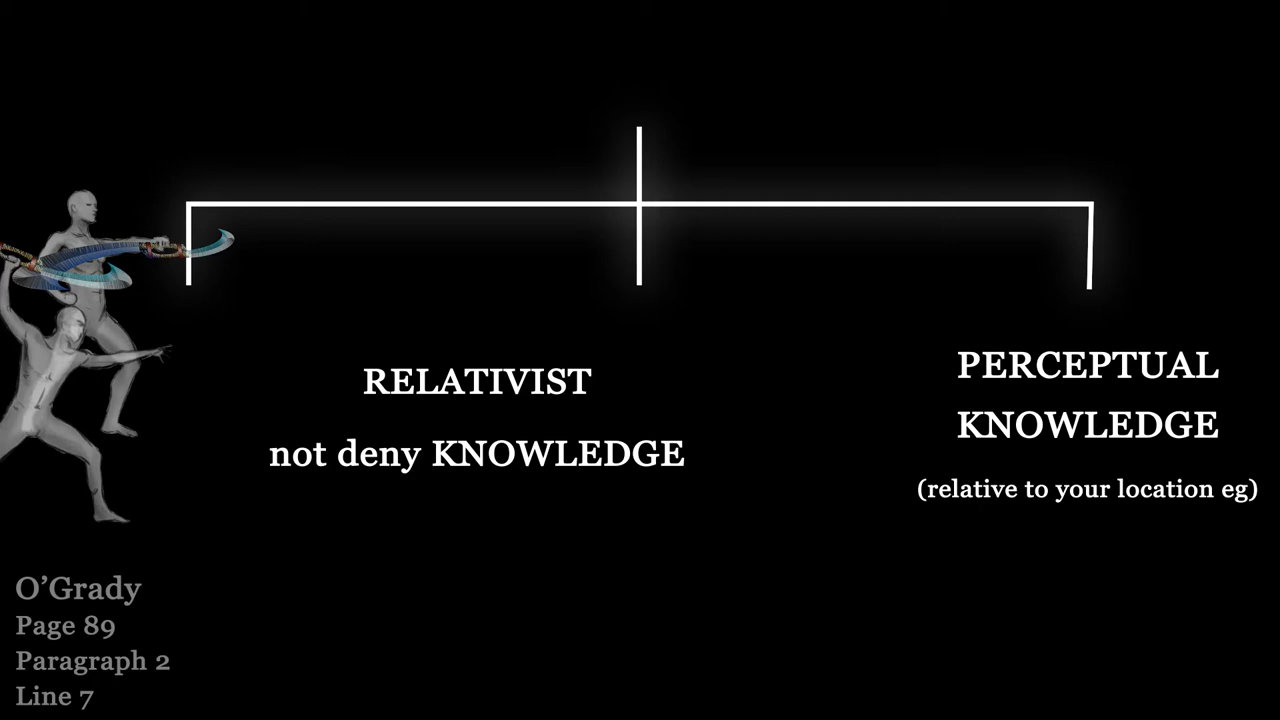 RELATIVIST
not deny KNOWLEDGE
PERCEPTUAL
KNOWLEDGE
(relative to your location eg)
O’Grady
Page 89
Paragraph 2
Line 7